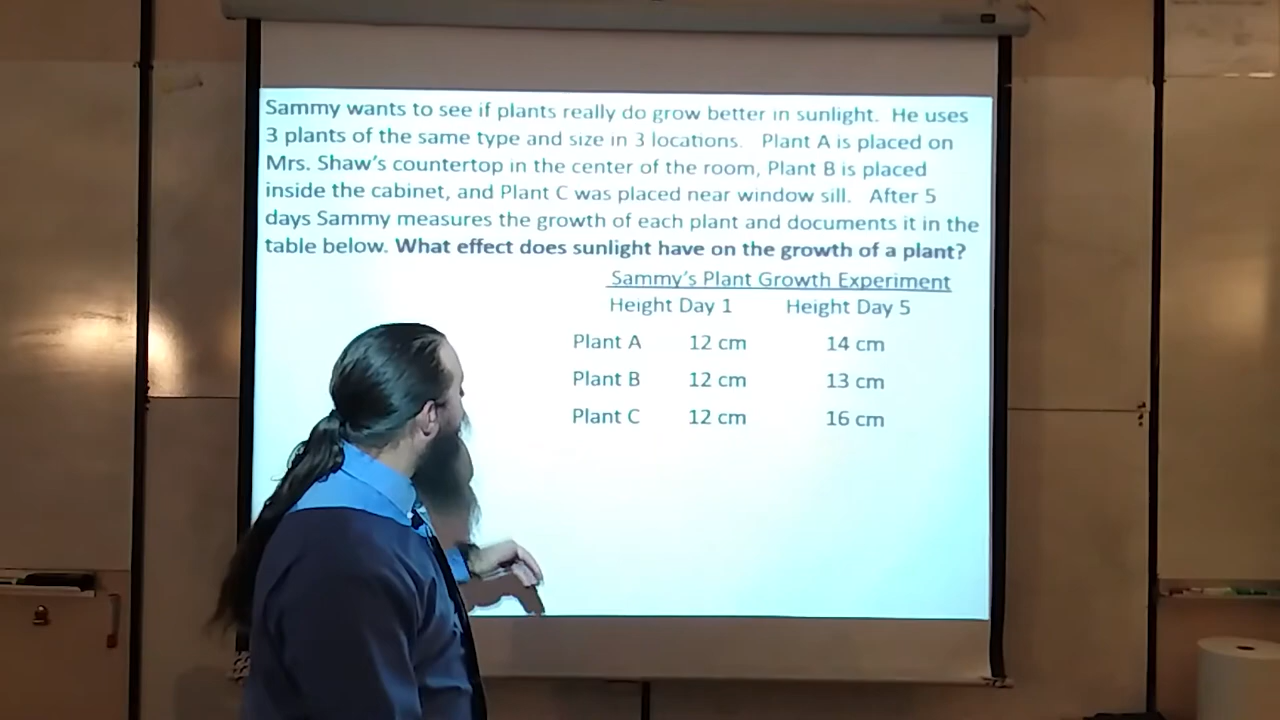 Sammy wants to see if plants really do grow better in sunlight. He uses
3 plants of the same type and size in 3 locations. Plant A is placed on
Mrs. Shaw's countertop in the center of the room, Plant B is placed
inside the cabinet, and Plant C was placed near window sill. After 5
days Sammy measures the growth of each plant and documents it in the
table below. What effect does sunlight have on the growth of a plant?
Sammy's Plant Growth Experiment
Height Day 1 Height Day 5
Plant A 12 cm 14 cm
Plant B 12 cm 13 cm
Plant C 12 cm 16 cm